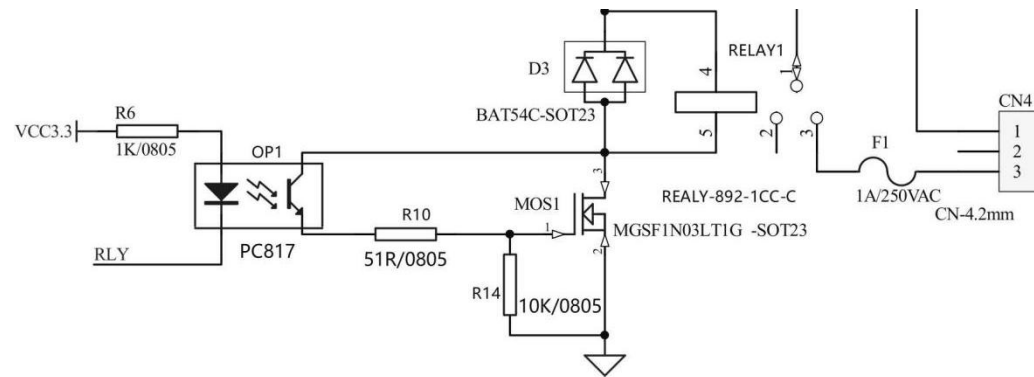 RELAY1
D3
4
1
CN4
R6
BAT54C-SOT23
VCC3.3
1K/0805
5
2
3
F1
1
2
3
OP1
3
1A/250VAC
MOS1
REALY-892-1CC-C
CN-4.2mm
R10
1
MGSF1N03LT1G -SOT23
RLY
PC817
51R/0805
2
R14
10K/0805